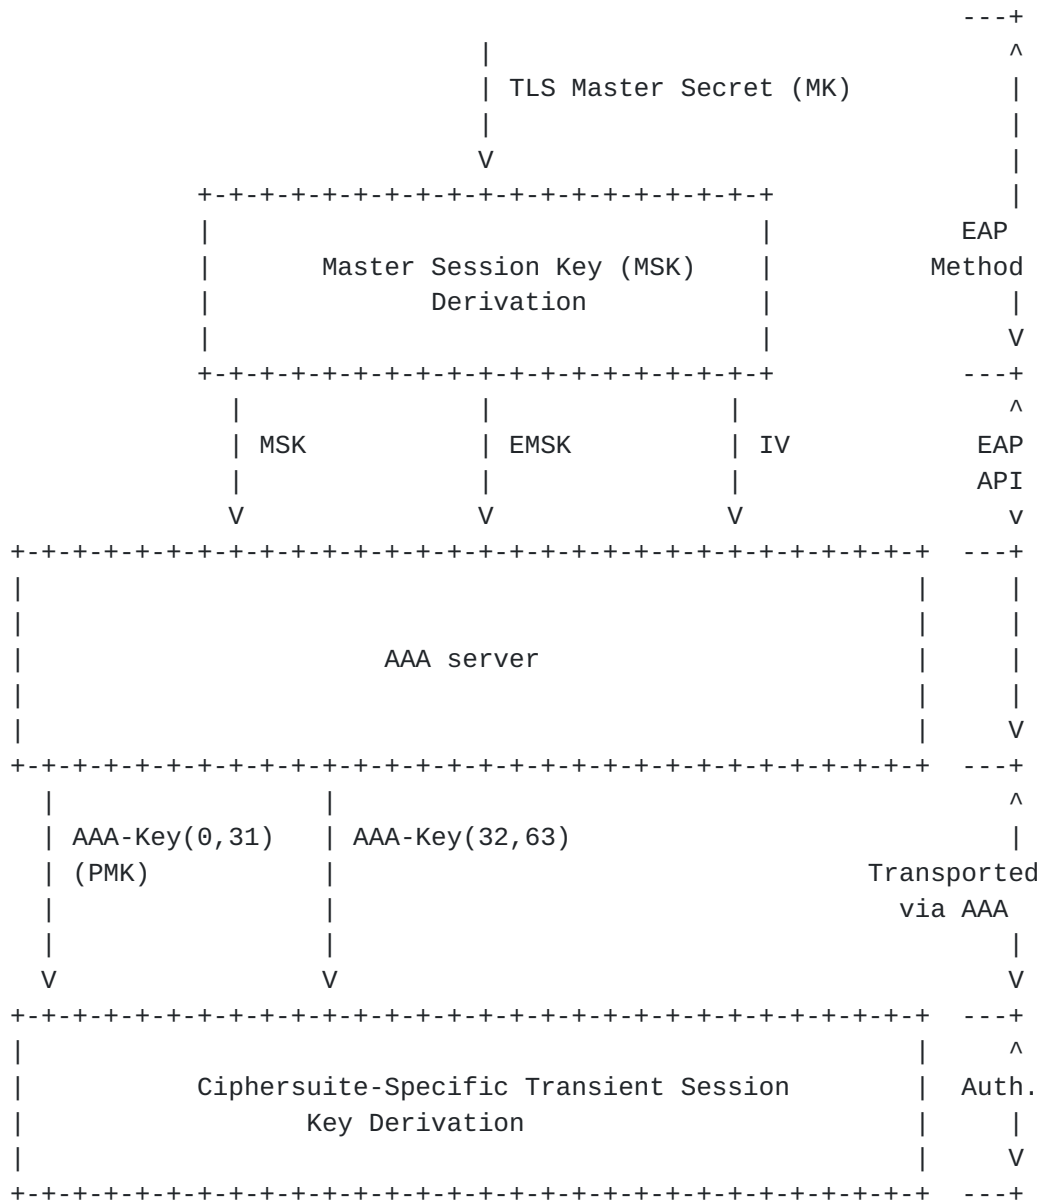 ---+
                              |                                 ^
                              | TLS Master Secret (MK)          |
                              |                                 |
                              V                                 |
            +-+-+-+-+-+-+-+-+-+-+-+-+-+-+-+-+-+-+               |
            |                                   |            EAP
            |       Master Session Key (MSK)    |          Method
            |              Derivation           |               |
            |                                   |               V
            +-+-+-+-+-+-+-+-+-+-+-+-+-+-+-+-+-+-+            ---+
              |               |               |                 ^
              | MSK           | EMSK          | IV            EAP
              |               |               |               API
              V               V               V                 v
+-+-+-+-+-+-+-+-+-+-+-+-+-+-+-+-+-+-+-+-+-+-+-+-+-+-+-+-+-+  ---+
|                                                         |     |
|                                                         |     |
|                       AAA server                        |     |
|                                                         |     |
|                                                         |     V
+-+-+-+-+-+-+-+-+-+-+-+-+-+-+-+-+-+-+-+-+-+-+-+-+-+-+-+-+-+  ---+
  |                 |                                           ^
  | AAA-Key(0,31)   | AAA-Key(32,63)                            |
  | (PMK)           |                                  Transported
  |                 |                                    via AAA
  |                 |                                           |
  V                 V                                           V
+-+-+-+-+-+-+-+-+-+-+-+-+-+-+-+-+-+-+-+-+-+-+-+-+-+-+-+-+-+  ---+
|                                                         |     ^
|           Ciphersuite-Specific Transient Session        |  Auth.
|                  Key Derivation                         |     |
|                                                         |     V
+-+-+-+-+-+-+-+-+-+-+-+-+-+-+-+-+-+-+-+-+-+-+-+-+-+-+-+-+-+  ---+